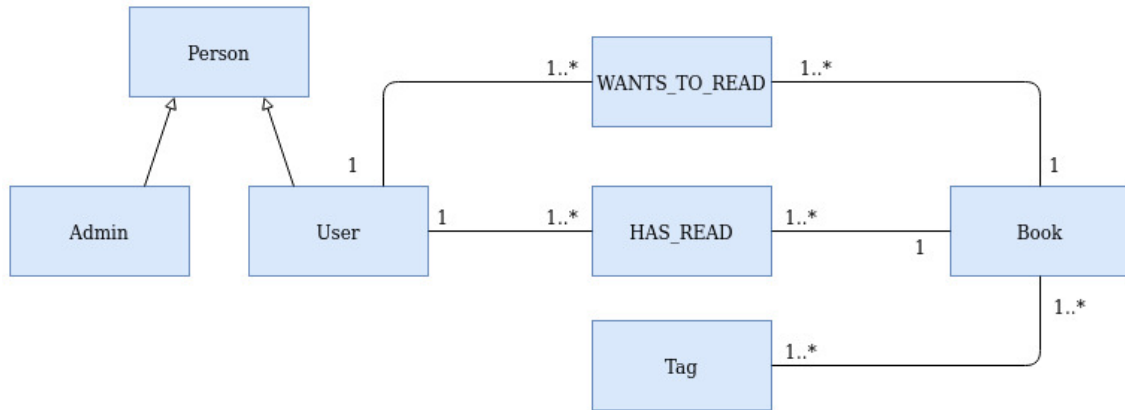 Person
1..*
WANTS_TO_READ
1..*
1
1
Admin
User
1
1..*
HAS_READ
1..*
1
Book
1..*
Tag
1..*